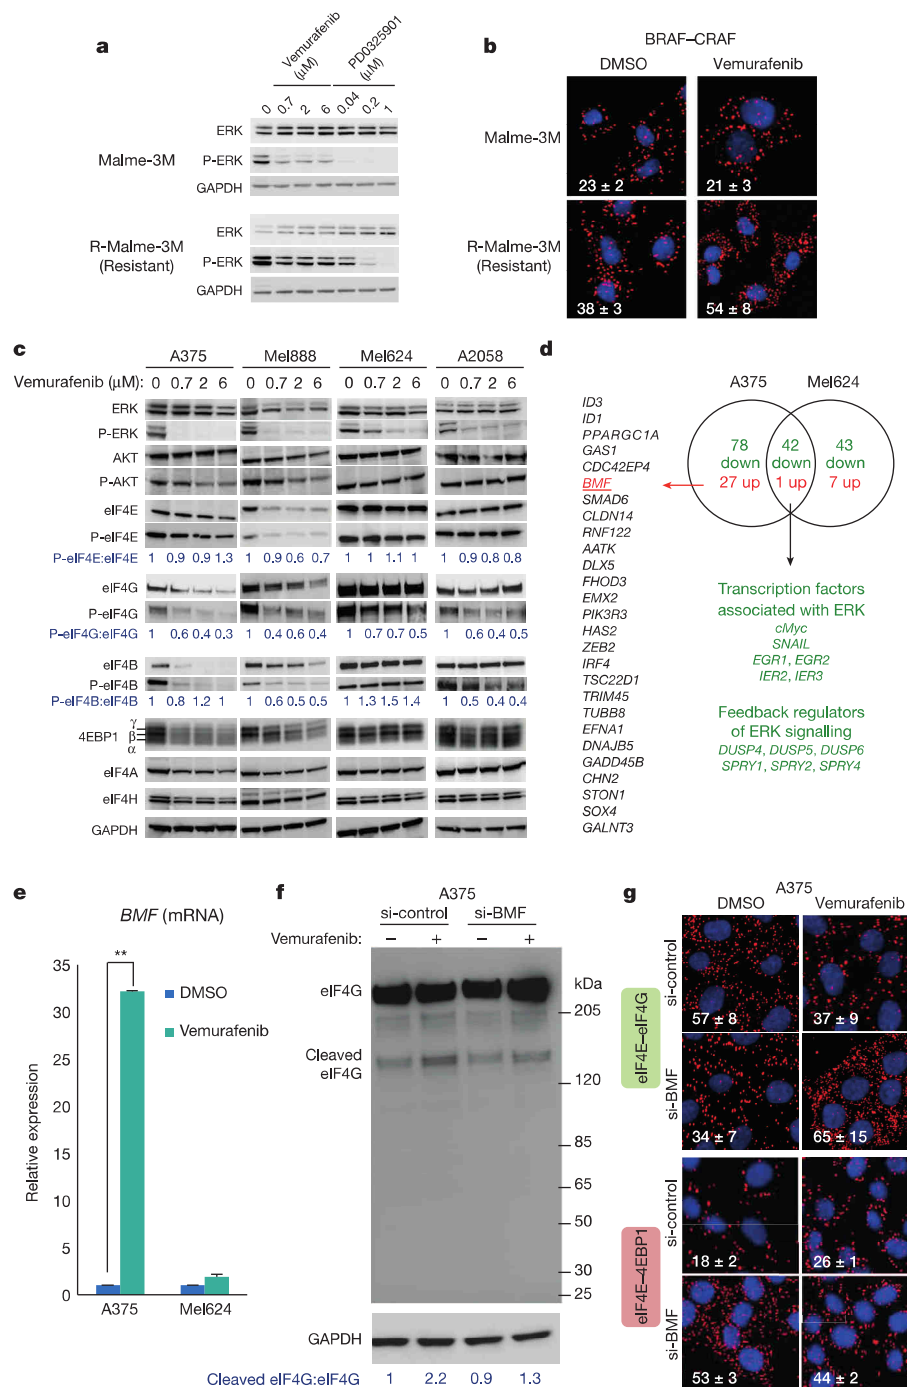 a
Vemurafenib (µM)
PD0325901 (µM)
0 0.7 2 6 0.04 0.2 1
Malme-3M
ERK
P-ERK
GAPDH
R-Malme-3M (Resistant)
ERK
P-ERK
GAPDH
b
BRAF–CRAF
DMSO Vemurafenib
Malme-3M
23 ± 2 21 ± 3
R-Malme-3M (Resistant)
38 ± 3 54 ± 8
c
A375 Mel888 Mel624 A2058
Vemurafenib (µM): 0 0.7 2 6 0 0.7 2 6 0 0.7 2 6 0 0.7 2 6
ERK
P-ERK
AKT
P-AKT
eIF4E
P-eIF4E
P-eIF4E:eIF4E 1 0.9 0.9 1.3 1 0.9 0.6 0.7 1 1 1.1 1 1 0.9 0.8 0.8
eIF4G
P-eIF4G
P-eIF4G:eIF4G 1 0.6 0.4 0.3 1 0.4 0.6 0.4 1 0.7 0.7 0.5 1 0.6 0.4 0.5
eIF4B
P-eIF4B
P-eIF4B:eIF4B 1 0.8 1.2 1 1 0.6 0.5 0.5 1 1.3 1.5 1.4 1 0.5 0.4 0.4
4EBP1 γ β α
eIF4A
eIF4H
GAPDH
d
A375 Mel624
78 down 27 up
42 down 1 up
43 down 7 up
ID3
ID1
PPARGC1A
GAS1
CDC42EP4
BMF
SMAD6
CLDN14
RNF122
AATK
DLX5
FHOD3
EMX2
PIK3R3
HAS2
ZEB2
IRF4
TSC22D1
TRIM45
TUBB8
EFNA1
DNAJB5
GADD45B
CHN2
STON1
SOX4
GALNT3
Transcription factors
associated with ERK
cMyc
SNAIL
EGR1, EGR2
IER2, IER3
Feedback regulators
of ERK signalling
DUSP4, DUSP5, DUSP6
SPRY1, SPRY2, SPRY4
e
BMF (mRNA)
Relative expression
35
30
25
20
15
10
5
0
**
DMSO
Vemurafenib
A375 Mel624
f
A375
si-control si-BMF
Vemurafenib: – + – +
eIF4G
Cleaved
eIF4G
kDa
205
120
85
65
50
30
25
GAPDH
Cleaved eIF4G:eIF4G 1 2.2 0.9 1.3
g
A375
DMSO Vemurafenib
eIF4E–eIF4G
si-control
57 ± 8 37 ± 9
si-BMF
34 ± 7 65 ± 15
eIF4E–4EBP1
si-control
18 ± 2 26 ± 1
si-BMF
53 ± 3 44 ± 2